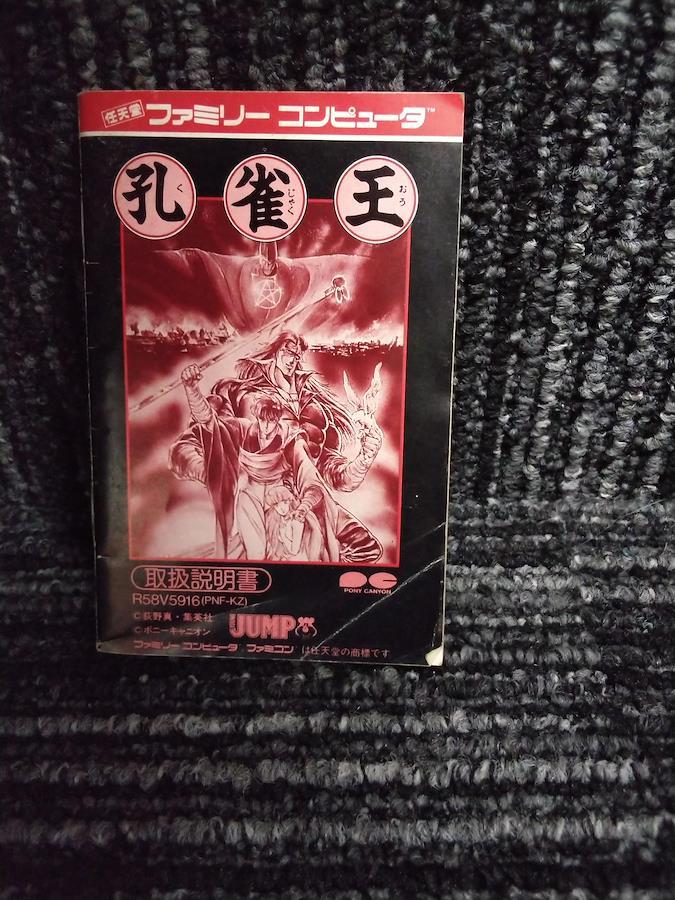 任天堂 ファミリー コンピュータ™
孔 雀 王
く じゃく おう
取扱説明書
R58V5916(PNF-KZ)
PONY CANYON
©荻野真・集英社
©ポニーキャニオン
JUMP
ファミリーコンピュータ ファミコン は任天堂の商標です